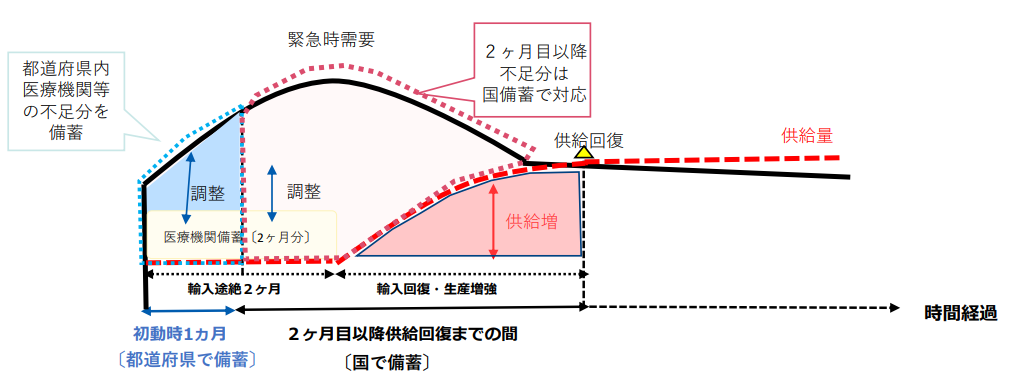 緊急時需要
都道府県内
医療機関等
の不足分を
備蓄
２ヶ月目以降
不足分は
国備蓄で対応
供給回復
供給量
調整
調整
供給増
医療機関備蓄〔2ヶ月分〕
輸入途絶２ヶ月
輸入回復・生産増強
時間経過
初動時1ヵ月
〔都道府県で備蓄〕
２ヶ月目以降供給回復までの間
〔国で備蓄〕